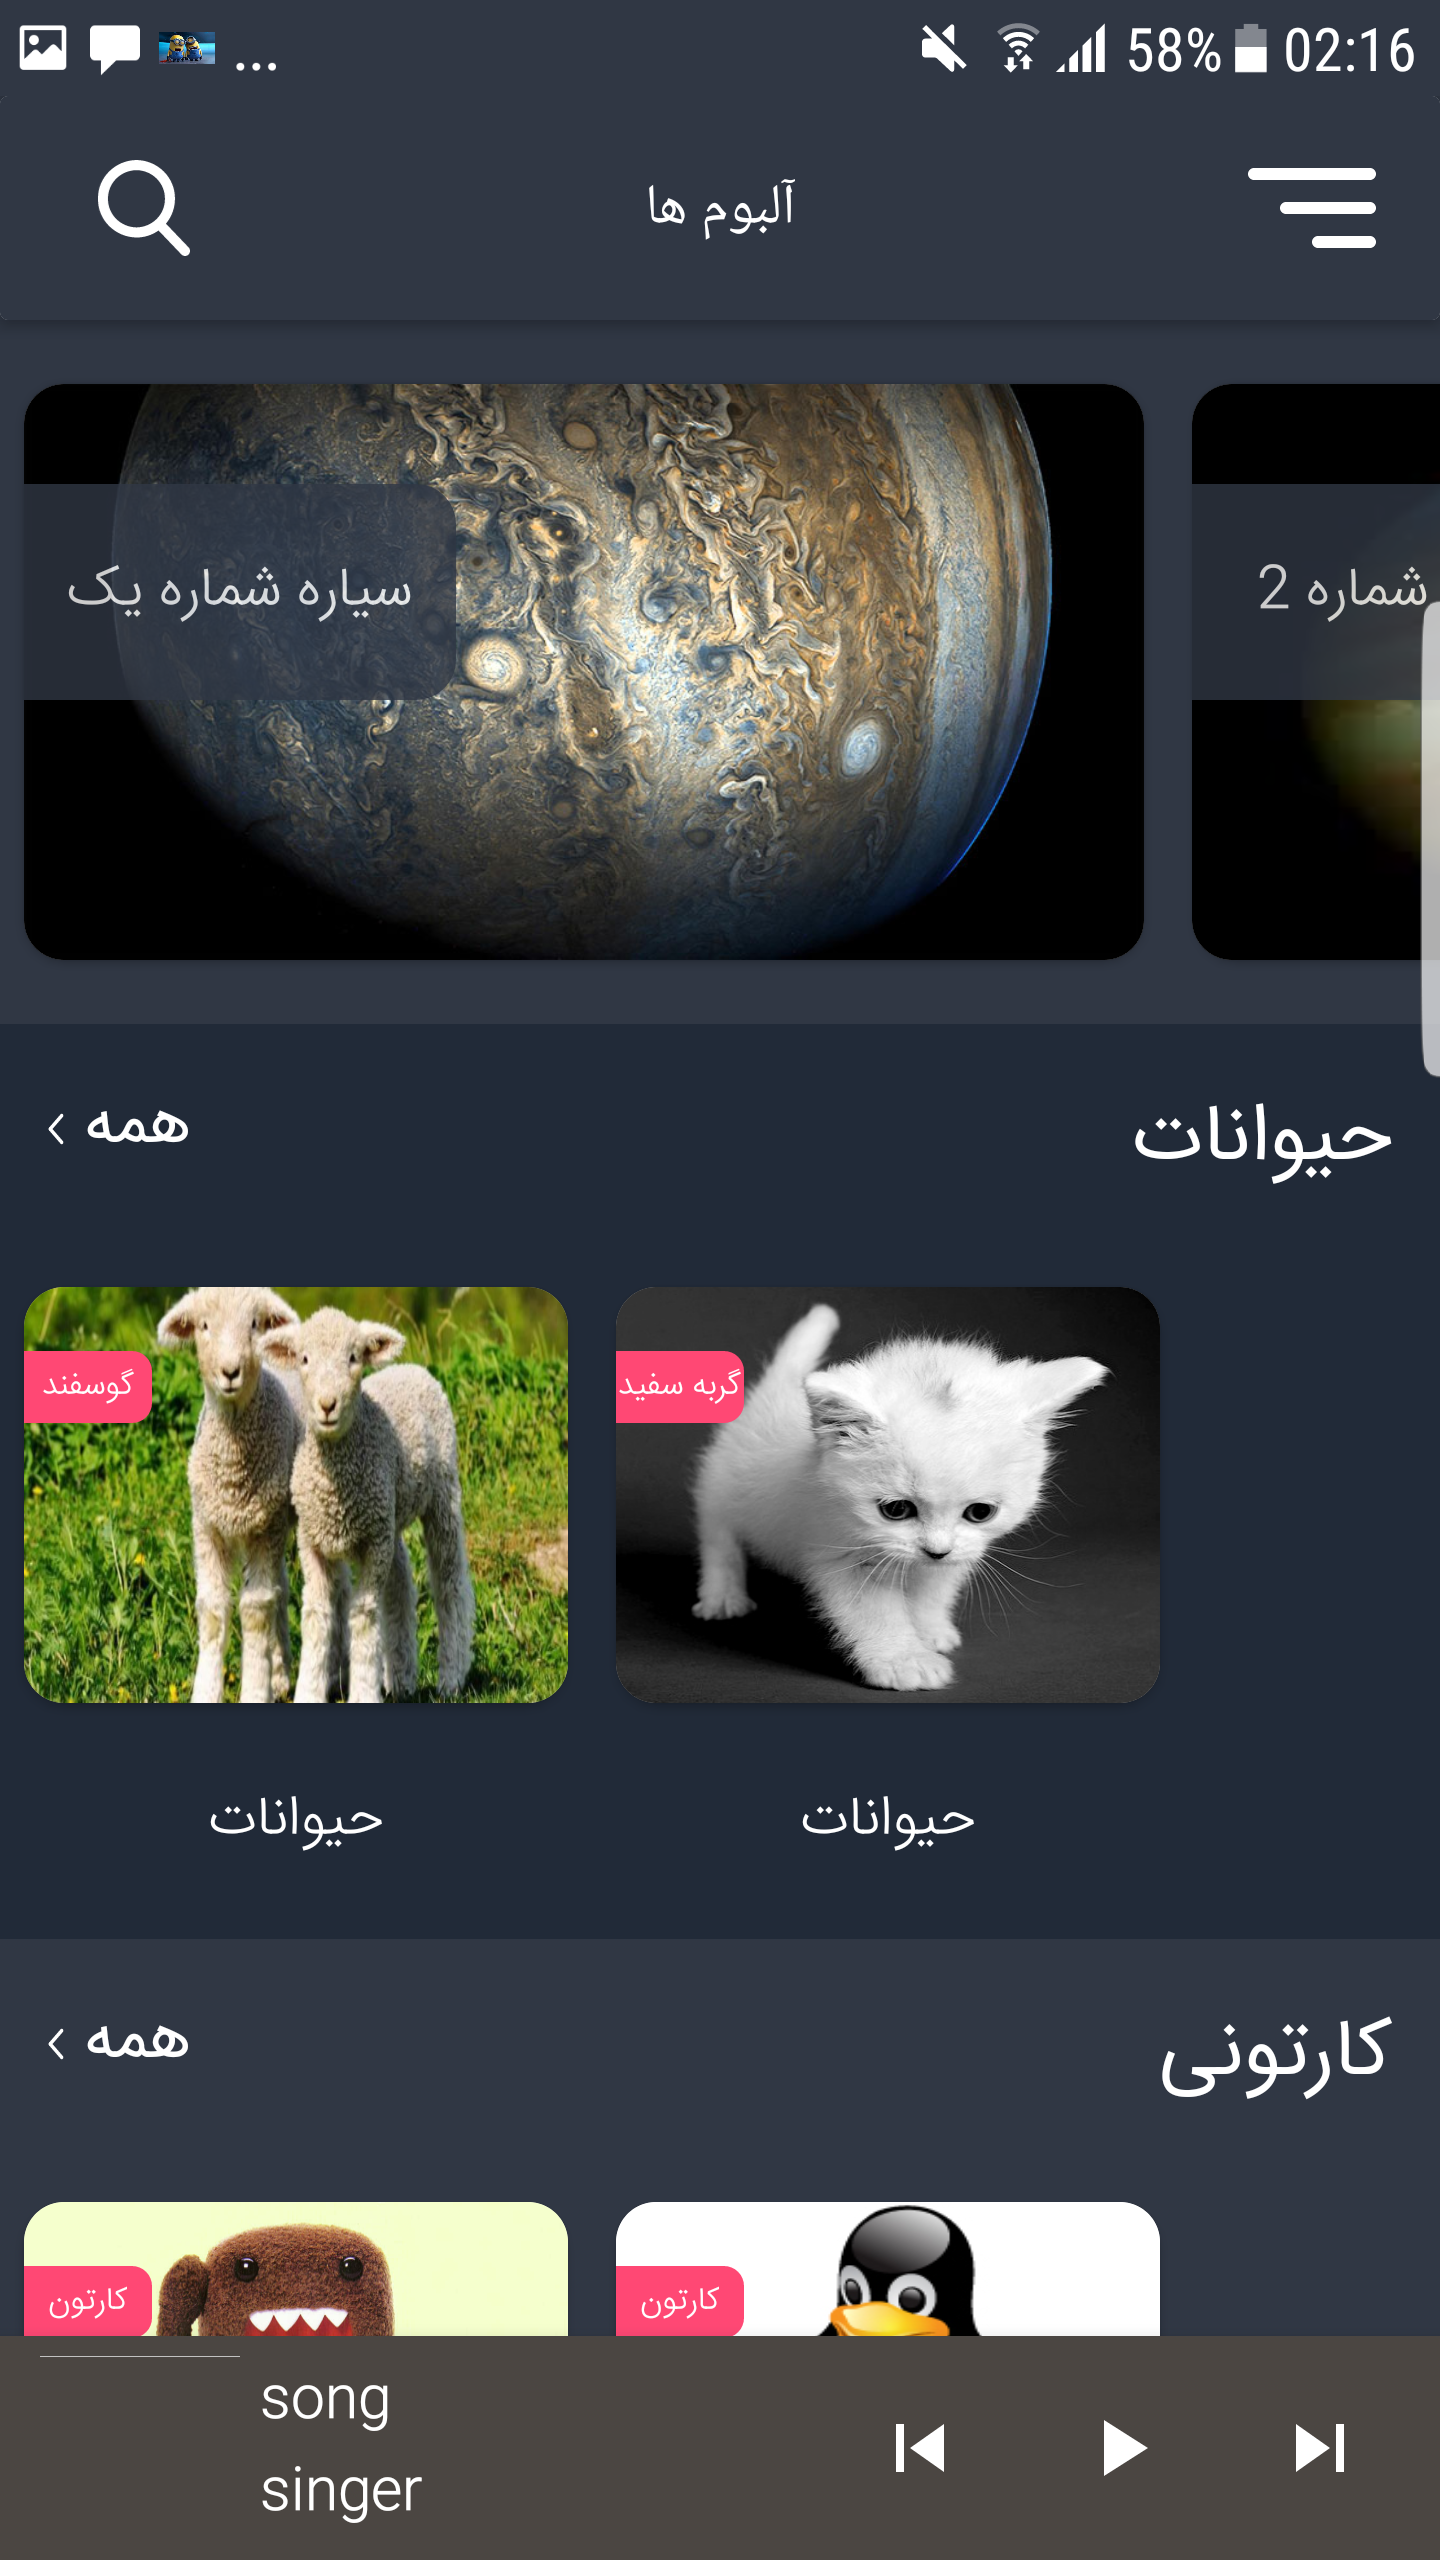 58% 02:16
آلبوم ها
سیاره شماره یک
شماره 2
حیوانات
همه
گوسفند
گربه سفید
حیوانات
حیوانات
کارتونی
همه
کارتون
کارتون
song
singer